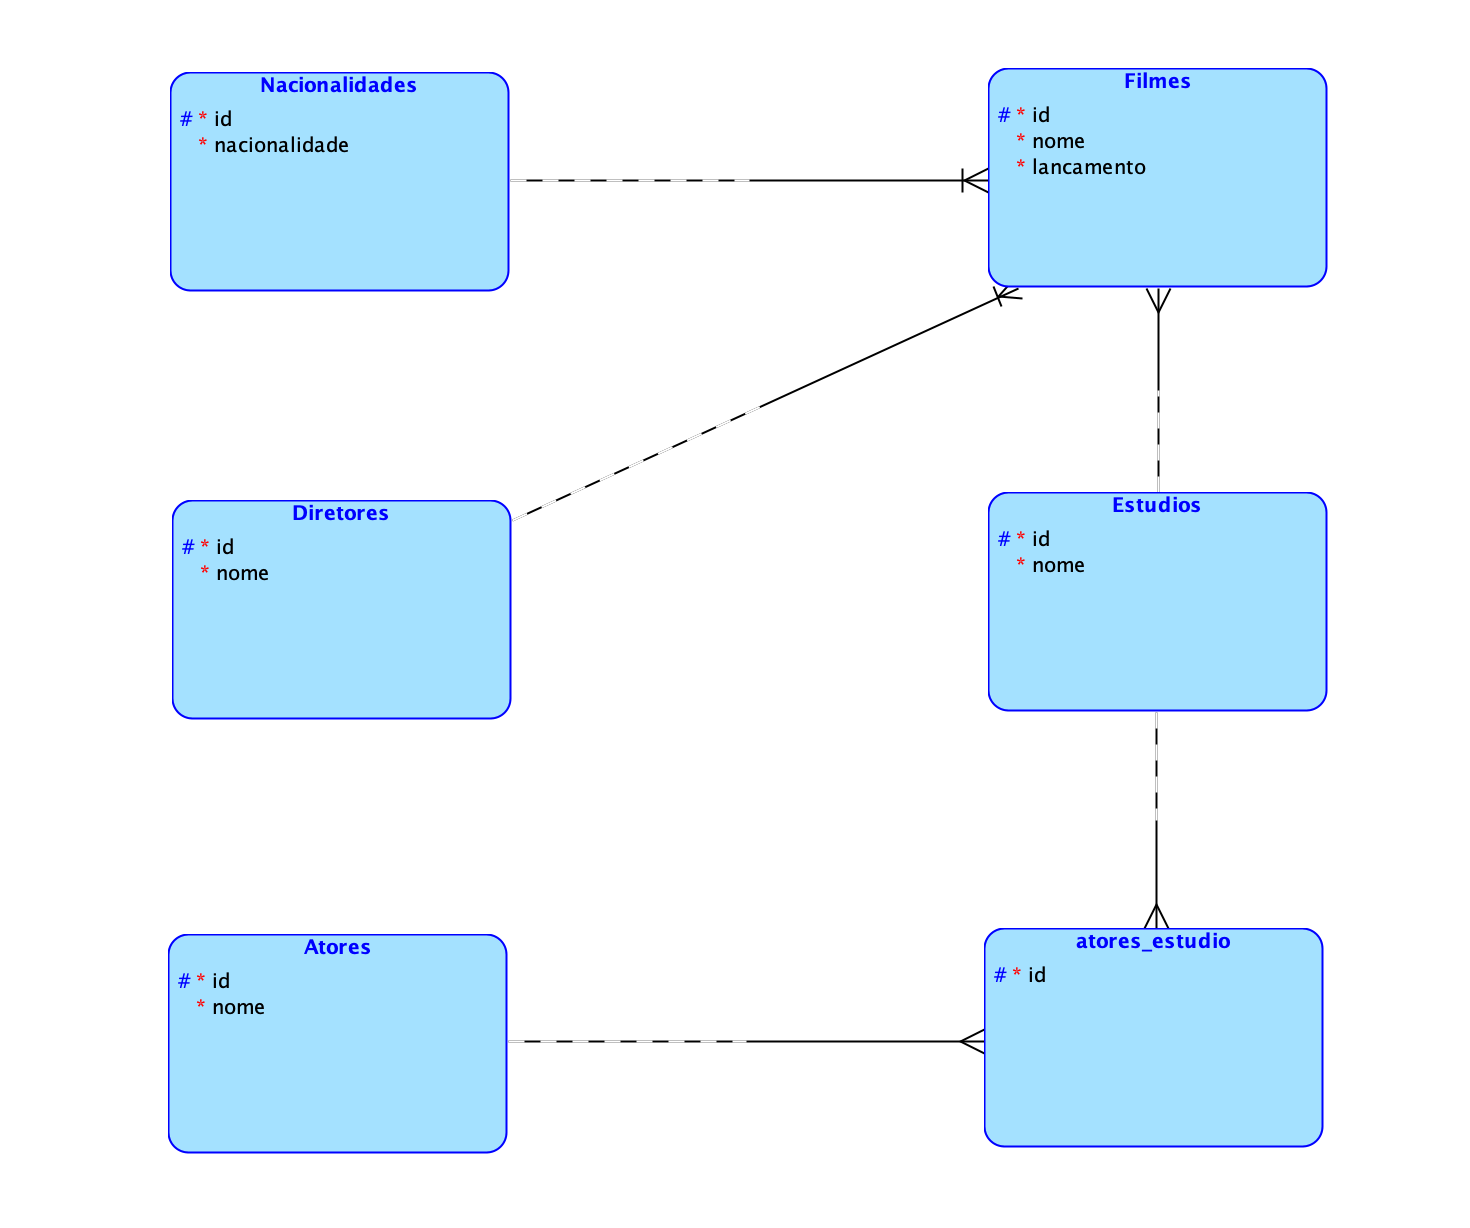 Nacionalidades
# * id
* nacionalidade
Filmes
# * id
* nome
* lancamento
Diretores
# * id
* nome
Estudios
# * id
* nome
Atores
# * id
* nome
atores_estudio
# * id